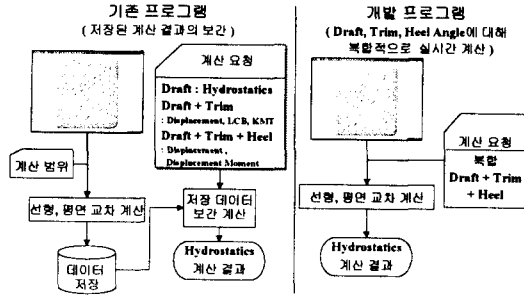 기존 프로그램
( 저장된 계산 결과의 보간 )
계산 요청
Draft : Hydrostatics
Draft + Trim
: Displacement, LCB, KMT
Draft + Trim + Heel
: Displacement ,
Displacement Moment
계산 범위
선형, 평면 교차 계산
데이터
저장
저장 데이터
보간 계산
Hydrostatics
계산 결과
개발 프로그램
( Draft, Trim, Heel Angle에 대해
복합적으로 실시간 계산 )
계산 요청
복합
Draft + Trim
+ Heel
선형, 평면 교차 계산
Hydrostatics
계산 결과